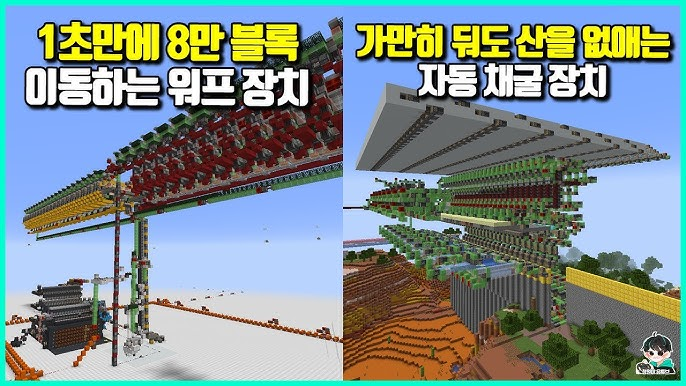 1초만에 8만 블록
이동하는 워프 장치
가만히 둬도 산을 없애는
자동 채굴 장치